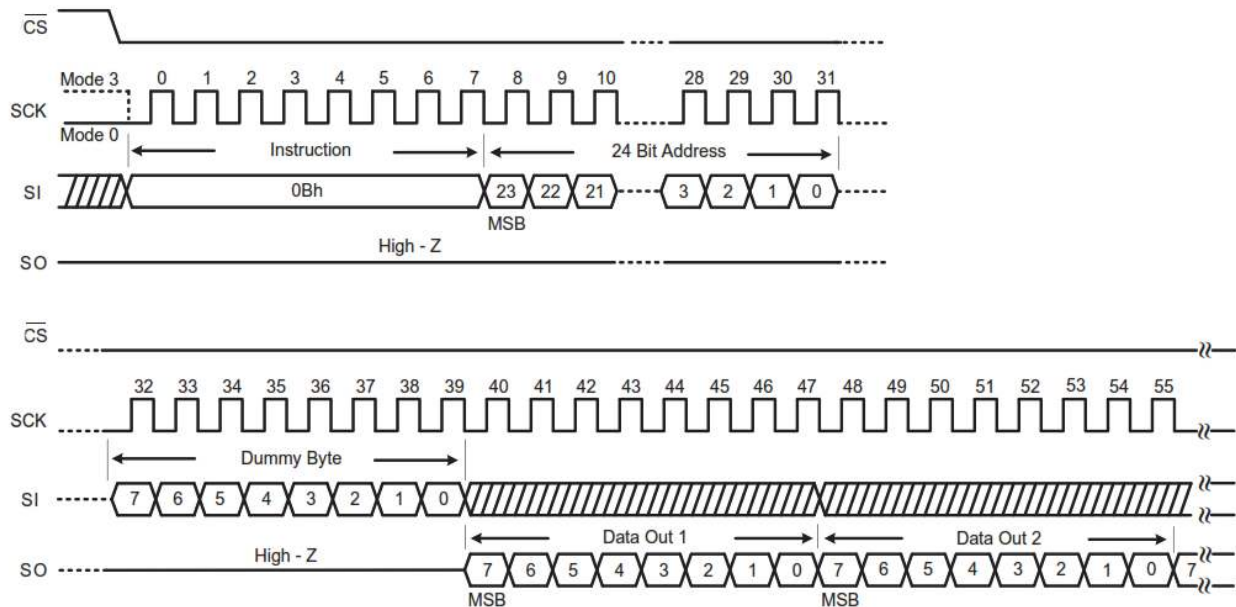 CS
Mode 3 0 1 2 3 4 5 6 7 8 9 10 28 29 30 31
SCK
Mode 0
Instruction 24 Bit Address
SI 0Bh 23 22 21 3 2 1 0
MSB
High - Z
SO
CS
32 33 34 35 36 37 38 39 40 41 42 43 44 45 46 47 48 49 50 51 52 53 54 55
SCK
Dummy Byte
SI 7 6 5 4 3 2 1 0
High - Z Data Out 1 Data Out 2
SO 7 6 5 4 3 2 1 0 7 6 5 4 3 2 1 0 7
MSB MSB